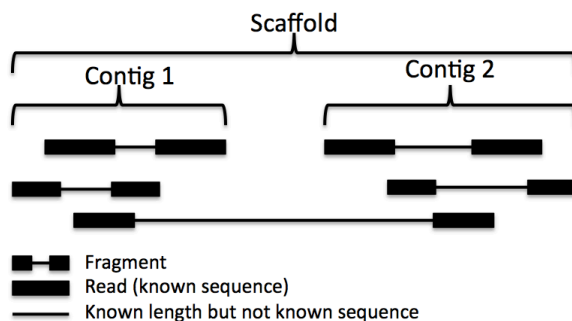 Scaffold
Contig 1
Contig 2
Fragment
Read (known sequence)
Known length but not known sequence